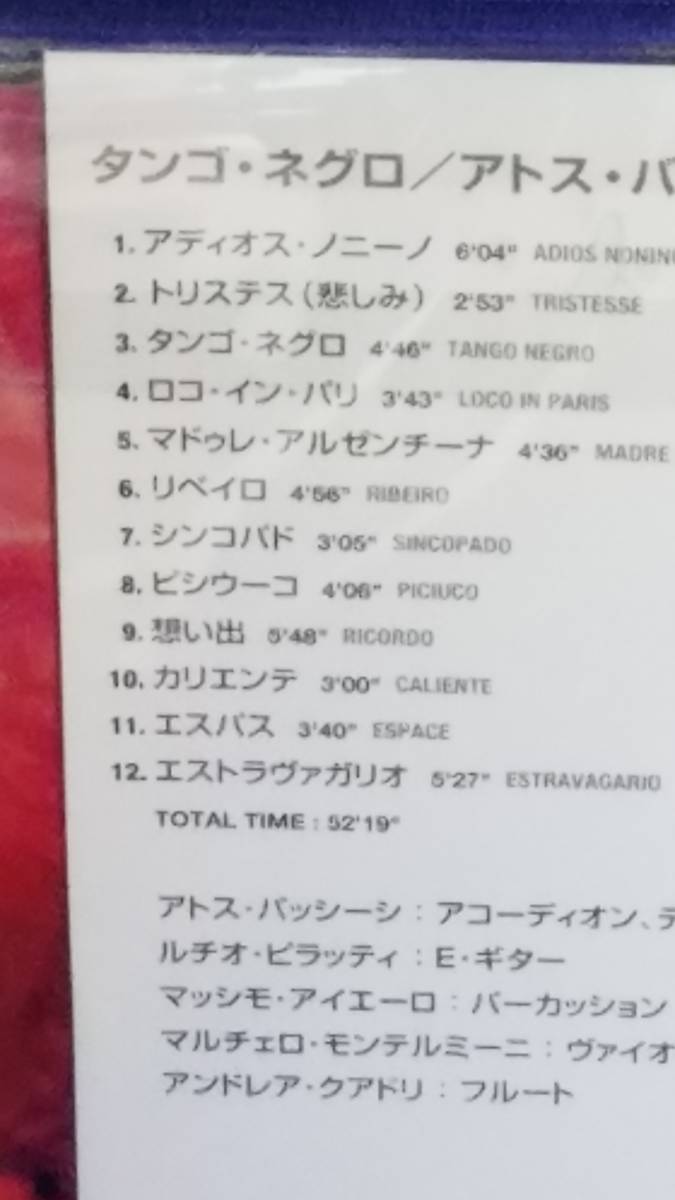 タンゴ・ネグロ／アトス・バ
1. アディオス・ノニーノ 6'04" ADIOS NONIN
2. トリステス（悲しみ） 2'53" TRISTESSE
3. タンゴ・ネグロ 4'46" TANGO NEGRO
4. ロコ・イン・パリ 3'43" LOCO IN PARIS
5. マドゥレ・アルゼンチーナ 4'36" MADRE
6. リベイロ 4'56" RIBEIRO
7. シンコパド 3'05" SINCOPADO
8. ピシウーコ 4'06" PICIUCO
9. 想い出 5'48" RICORDO
10. カリエンテ 3'00" CALIENTE
11. エスパス 3'40" ESPACE
12. エストラヴァガリオ 5'27" ESTRAVAGARIO
TOTAL TIME : 52'19"
アトス・バッシーシ：アコーディオン、テ
ルチオ・ピラッティ：E・ギター
マッシモ・アイエーロ：パーカッション
マルチェロ・モンテルミーニ：ヴァイオ
アンドレア・クアドリ：フルート